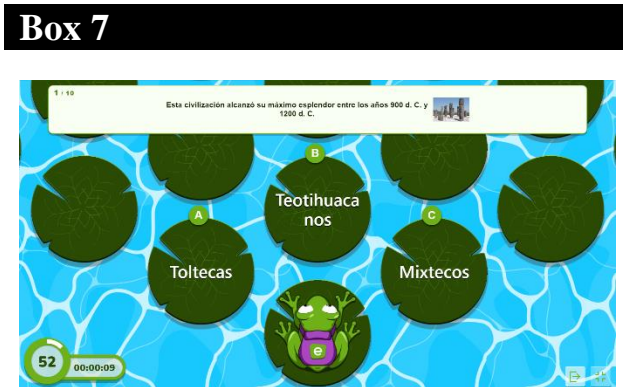 Box 7
1 / 10
Esta civilización alcanzó su máximo esplendor entre los años 900 d. C. y
1200 d. C.
B
Teotihuaca
nos
A
C
Toltecas
Mixtecos
e
52
00:00:09